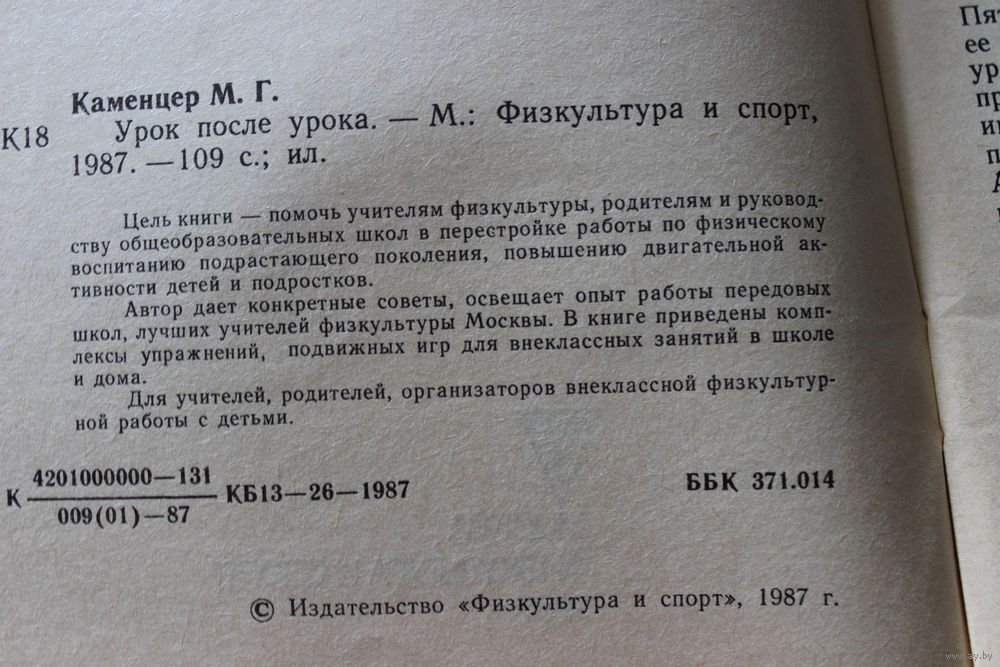 Каменцер М. Г.
К18 Урок после урока. — М.: Физкультура и спорт,
1987. — 109 с.; ил.
Цель книги — помочь учителям физкультуры, родителям и руковод-
ству общеобразовательных школ в перестройке работы по физическому
воспитанию подрастающего поколения, повышению двигательной ак-
тивности детей и подростков.
Автор дает конкретные советы, освещает опыт работы передовых
школ, лучших учителей физкультуры Москвы. В книге приведены комп-
лексы упражнений, подвижных игр для внеклассных занятий в школе
и дома.
Для учителей, родителей, организаторов внеклассной физкультур-
ной работы с детьми.
К 4201000000—131
009(01)—87
КБ13—26—1987
ББК 371.014
© Издательство «Физкультура и спорт», 1987 г.
ее
www.ay.by